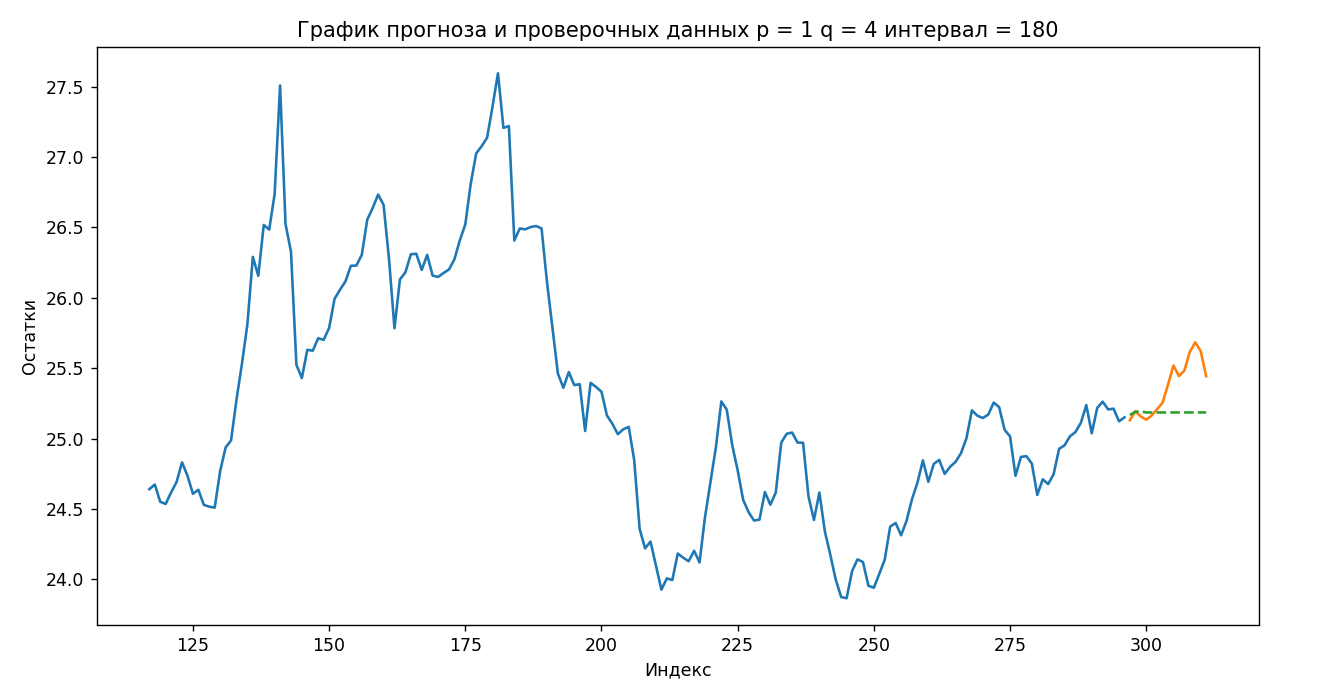 График прогноза и проверочных данных p = 1 q = 4 интервал = 180
27.5
27.0
26.5
26.0
25.5
25.0
24.5
24.0
Остатки
125 150 175 200 225 250 275 300
Индекс